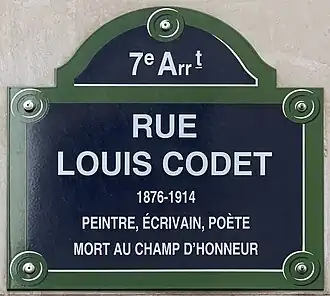 7e Arrt
RUE
LOUIS CODET
1876-1914
PEINTRE, ÉCRIVAIN, POÈTE
MORT AU CHAMP D'HONNEUR